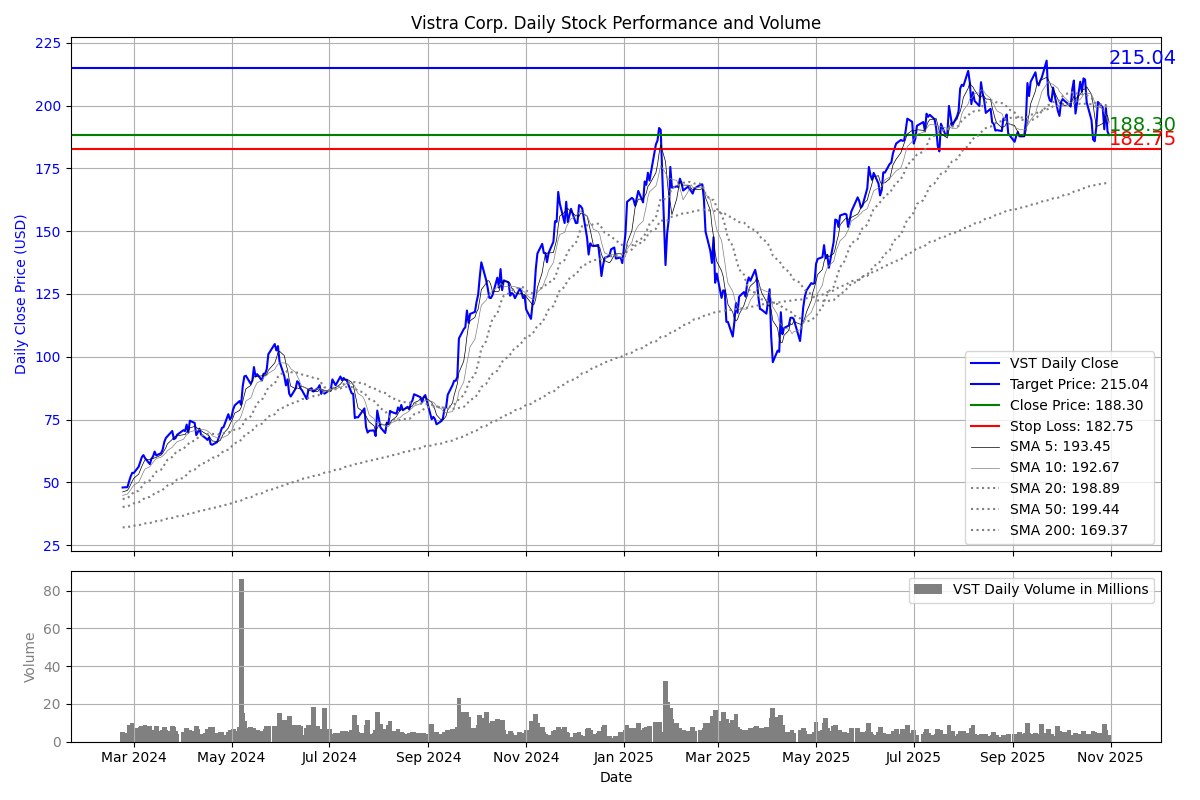 Vistra Corp. Daily Stock Performance and Volume
Daily Close Price (USD)
225
200
175
150
125
100
75
50
25
215.04
188.30
182.75
VST Daily Close
Target Price: 215.04
Close Price: 188.30
Stop Loss: 182.75
SMA 5: 193.45
SMA 10: 192.67
SMA 20: 198.89
SMA 50: 199.44
SMA 200: 169.37
Volume
80
60
40
20
0
VST Daily Volume in Millions
Mar 2024 May 2024 Jul 2024 Sep 2024 Nov 2024 Jan 2025 Mar 2025 May 2025 Jul 2025 Sep 2025 Nov 2025
Date